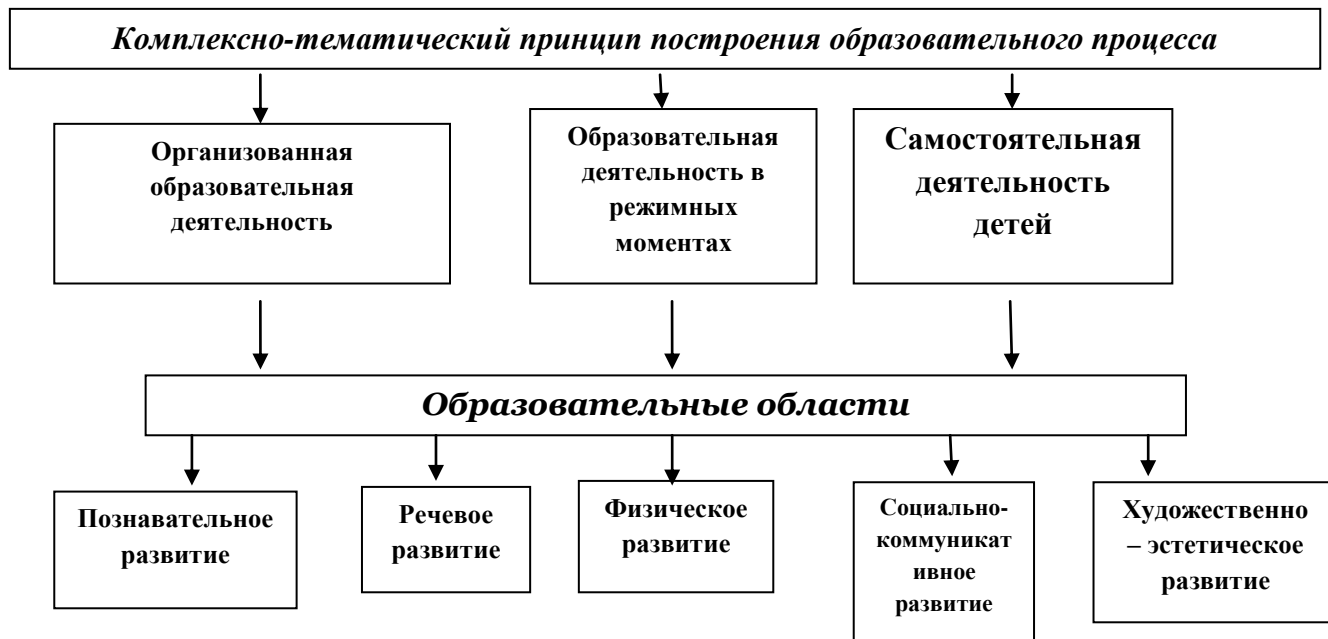 Комплексно-тематический принцип построения образовательного процесса
Организованная
образовательная
деятельность
Образовательная
деятельность в
режимных
моментах
Самостоятельная
деятельность
детей
Образовательные области
Познавательное
развитие
Речевое
развитие
Физическое
развитие
Социально-
коммуникат
ивное
развитие
Художественно
– эстетическое
развитие